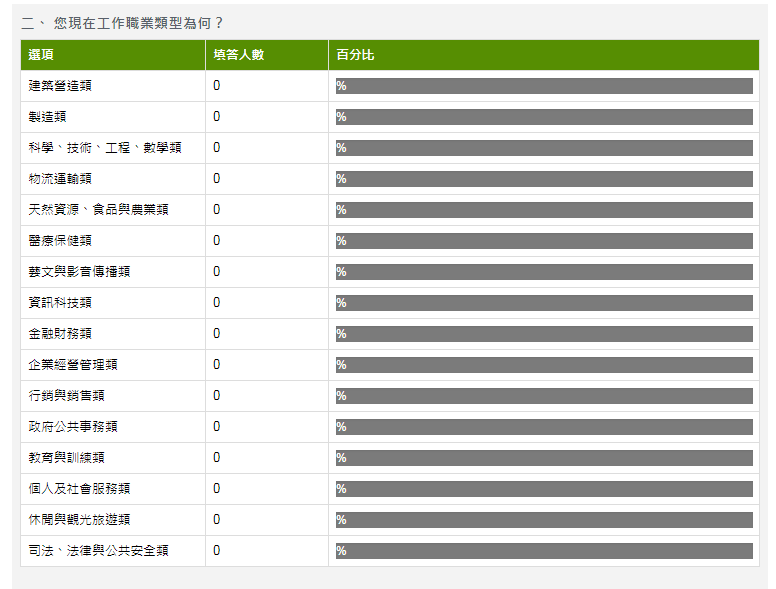 二、 您現在工作職業類型為何？
選項 填答人數 百分比
建築營造類 0 %
製造類 0 %
科學、技術、工程、數學類 0 %
物流運輸類 0 %
天然資源、食品與農業類 0 %
醫療保健類 0 %
藝文與影音傳播類 0 %
資訊科技類 0 %
金融財務類 0 %
企業經營管理類 0 %
行銷與銷售類 0 %
政府公共事務類 0 %
教育與訓練類 0 %
個人及社會服務類 0 %
休閒與觀光旅遊類 0 %
司法、法律與公共安全類 0 %